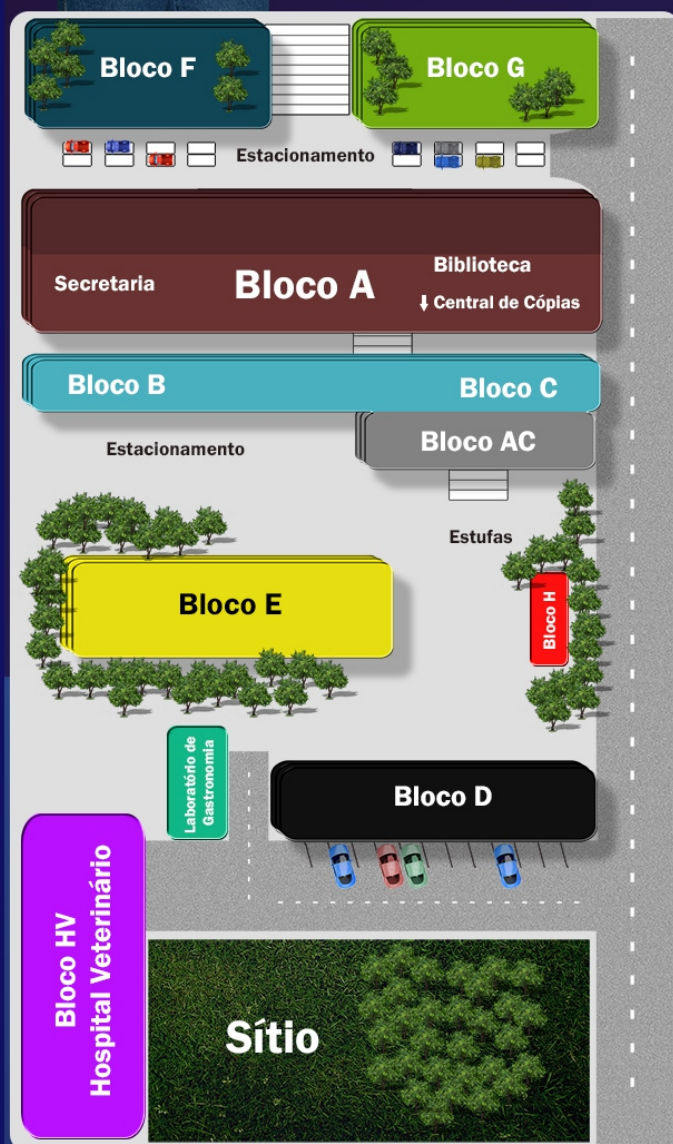 Bloco F
Bloco G
Estacionamento
Secretaria
Bloco A
Biblioteca
⬇ Central de Cópias
Bloco B
Bloco C
Estacionamento
Bloco AC
Estufas
Bloco E
Bloco H
Laboratório de
Gastronomia
Bloco D
Bloco HV
Hospital Veterinário
Sítio